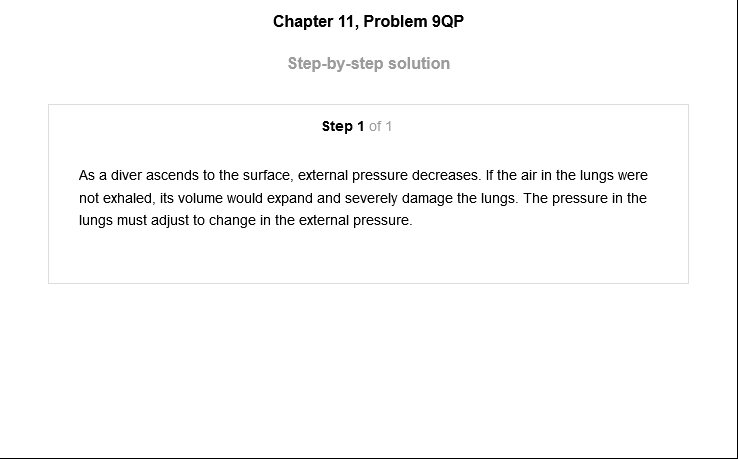 Chapter 11, Problem 9QP
Step-by-step solution
Step 1 of 1
As a diver ascends to the surface, external pressure decreases. If the air in the lungs were
not exhaled, its volume would expand and severely damage the lungs. The pressure in the
lungs must adjust to change in the external pressure.